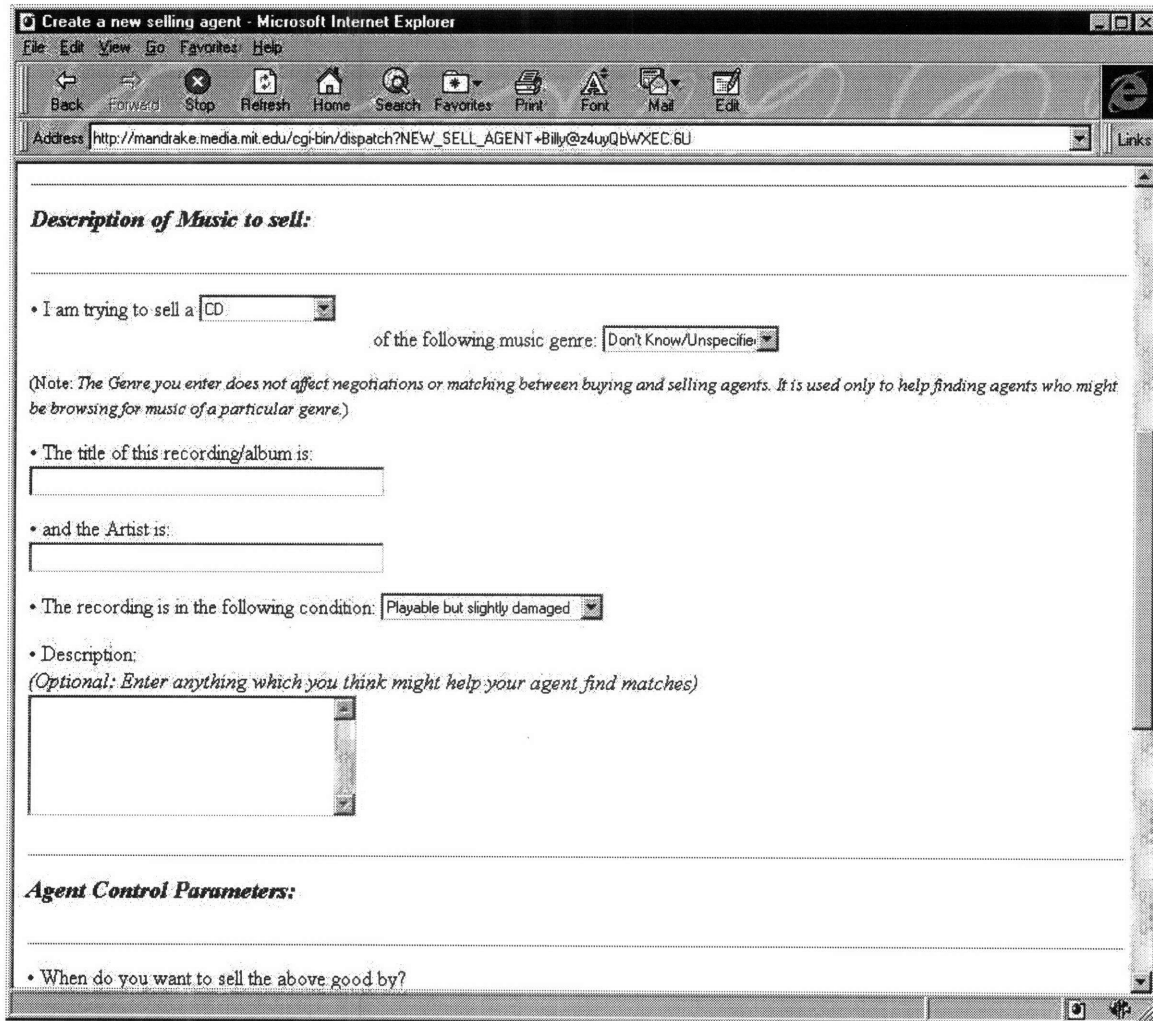 Create a new selling agent - Microsoft Internet Explorer
File Edit View Go Favorites Help
Back Forward Stop Refresh Home Search Favorites Print Font Mail Edit
Address http://mandrake.media.mit.edu/cgi-bin/dispatch?NEW_SELL_AGENT+Billy@z4uyQbWXEC.6U Links
Description of Music to sell:
• I am trying to sell a CD
of the following music genre: Don't Know/Unspecifie
(Note: The Genre you enter does not affect negotiations or matching between buying and selling agents. It is used only to help finding agents who might
be browsing for music of a particular genre.)
• The title of this recording/album is:
• and the Artist is:
• The recording is in the following condition: Playable but slightly damaged
• Description:
(Optional: Enter anything which you think might help your agent find matches)
Agent Control Parameters:
• When do you want to sell the above good by?